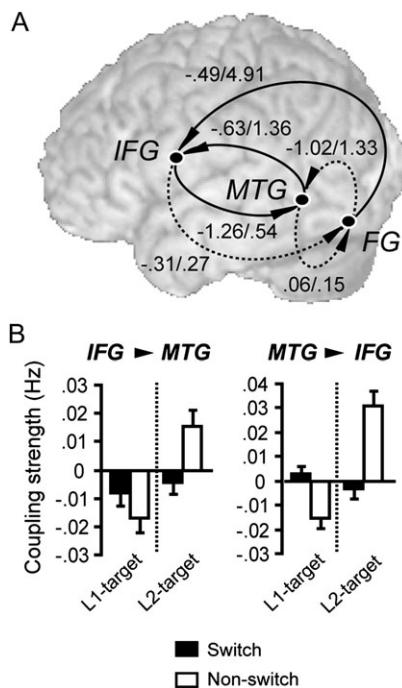 A
-.49/4.91
-.63/1.36
IFG
-1.02/1.33
MTG
FG
-1.26/.54
-.31/.27
.06/.15
B
IFG ► MTG
MTG ► IFG
Coupling strength (Hz)
.03
.02
0.01
0
-.01
-.02
-.03
.04
.03
0.02
.01
0
-.01
-.02
-.03
L1-target
L2-target
L1-target
L2-target
Switch
Non-switch